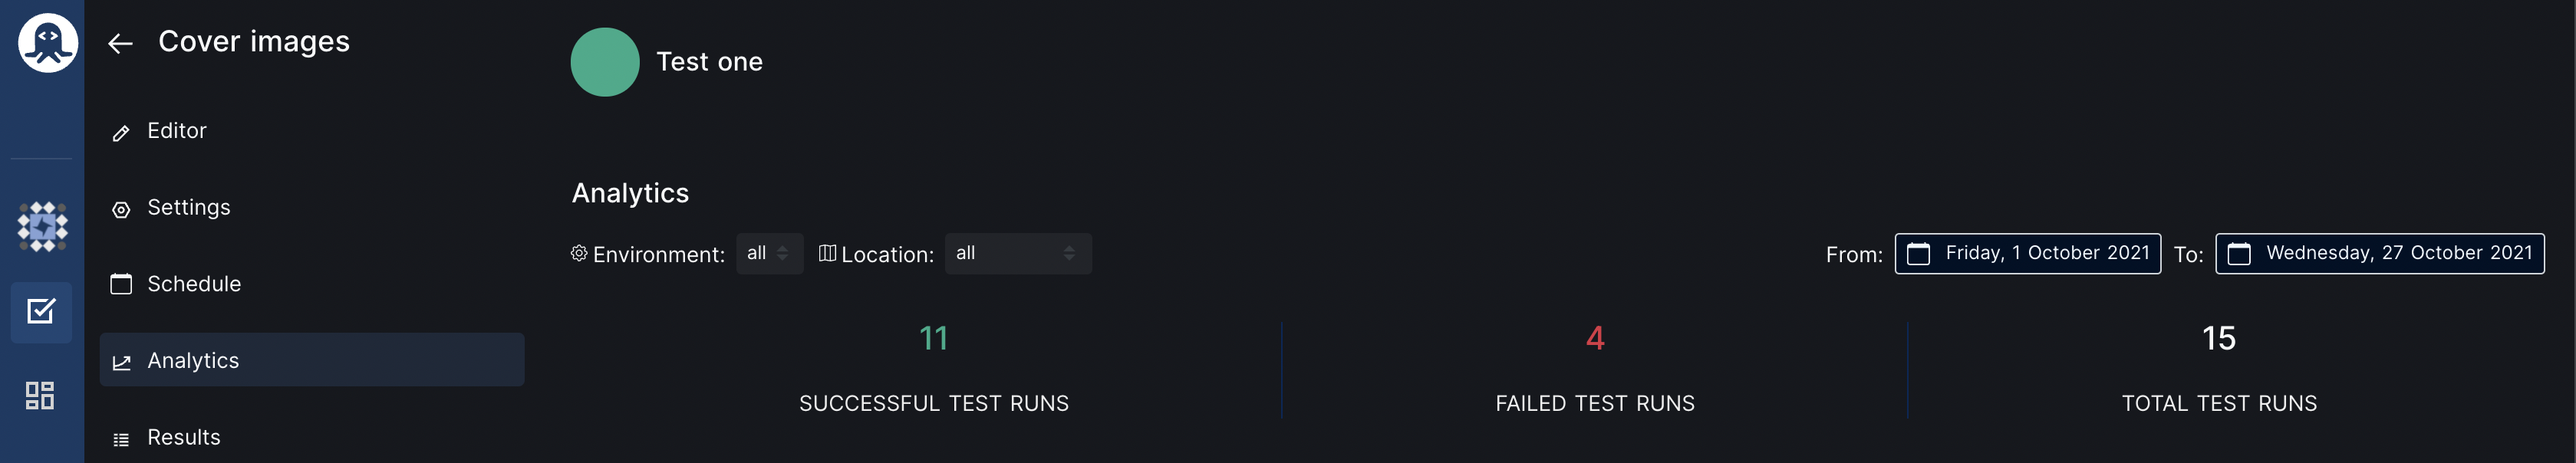 Cover images
Editor
Settings
Schedule
Analytics
Results
Test one
Analytics
Environment: all Location: all
From: Friday, 1 October 2021 To: Wednesday, 27 October 2021
11
SUCCESSFUL TEST RUNS
4
FAILED TEST RUNS
15
TOTAL TEST RUNS